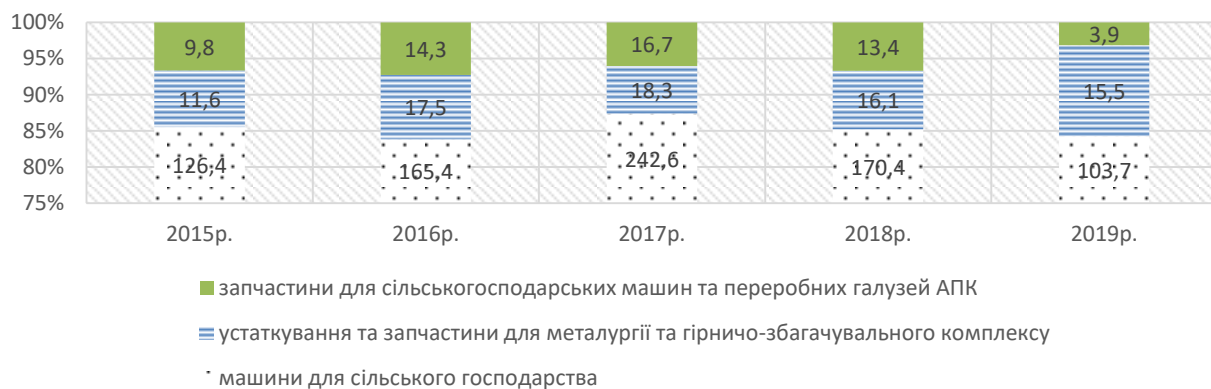 100%
95%
90%
85%
80%
75%
9,8 14,3 16,7 13,4 3,9
11,6 17,5 18,3 16,1 15,5
126,4 165,4 242,6 170,4 103,7
2015р. 2016р. 2017р. 2018р. 2019р.
запчастини для сільськогосподарських машин та переробних галузей АПК
устаткування та запчастини для металургії та гірничо-збагачувального комплексу
машини для сільського господарства